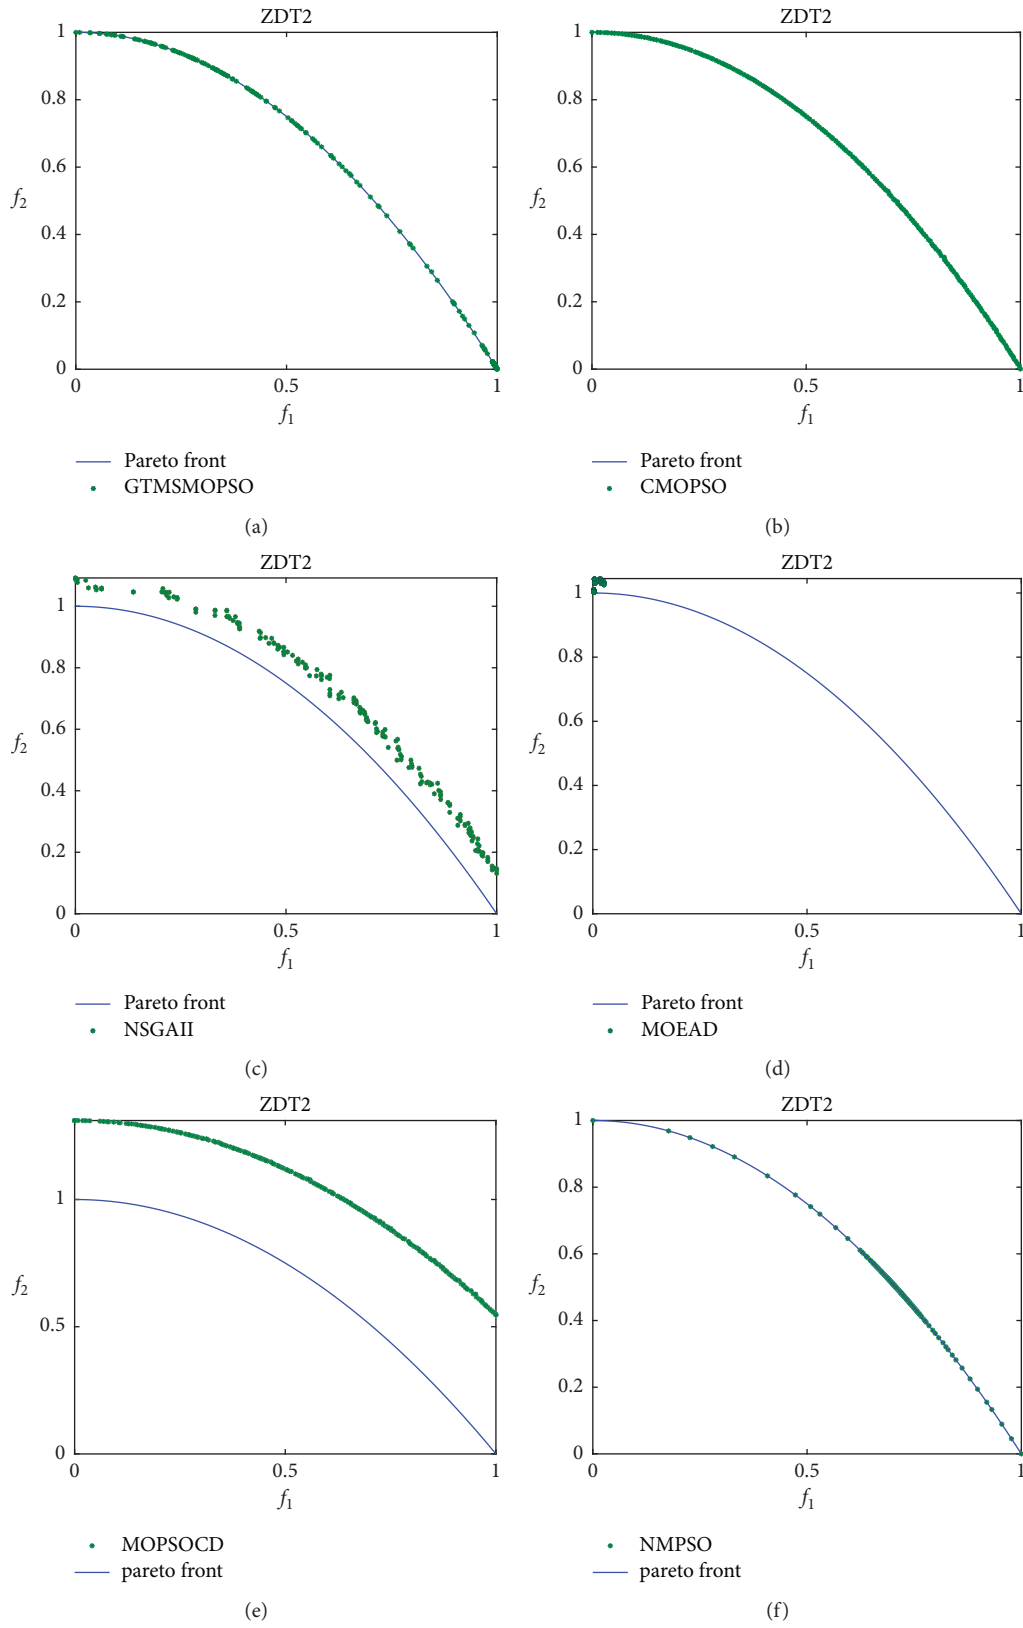 ZDT2
1
0.8
0.6
f2
0.4
0.2
0
0
0.5
1
f1
Pareto front
GTMSMOPSO
(a)
ZDT2
1
0.8
0.6
f2
0.4
0.2
0
0
0.5
1
f1
Pareto front
CMOPSO
(b)
ZDT2
1
0.8
0.6
f2
0.4
0.2
0
0
0.5
1
f1
Pareto front
NSGAII
(c)
ZDT2
1
0.8
0.6
f2
0.4
0.2
0
0
0.5
1
f1
Pareto front
MOEAD
(d)
ZDT2
1
f2
0.5
0
0
0.5
1
f1
MOPSOCD
pareto front
(e)
ZDT2
1
0.8
0.6
f2
0.4
0.2
0
0
0.5
1
f1
NMPSO
pareto front
(f)